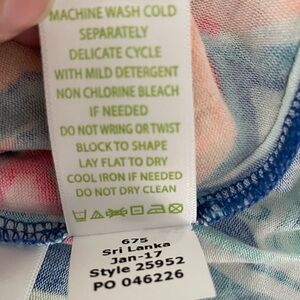 MACHINE WASH COLD
SEPARATELY
DELICATE CYCLE
WITH MILD DETERGENT
NON CHLORINE BLEACH
IF NEEDED
DO NOT WRING OR TWIST
BLOCK TO SHAPE
LAY FLAT TO DRY
COOL IRON IF NEEDED
DO NOT DRY CLEAN
675
Sri Lanka
Jan-17
Style 25952
PO 046226